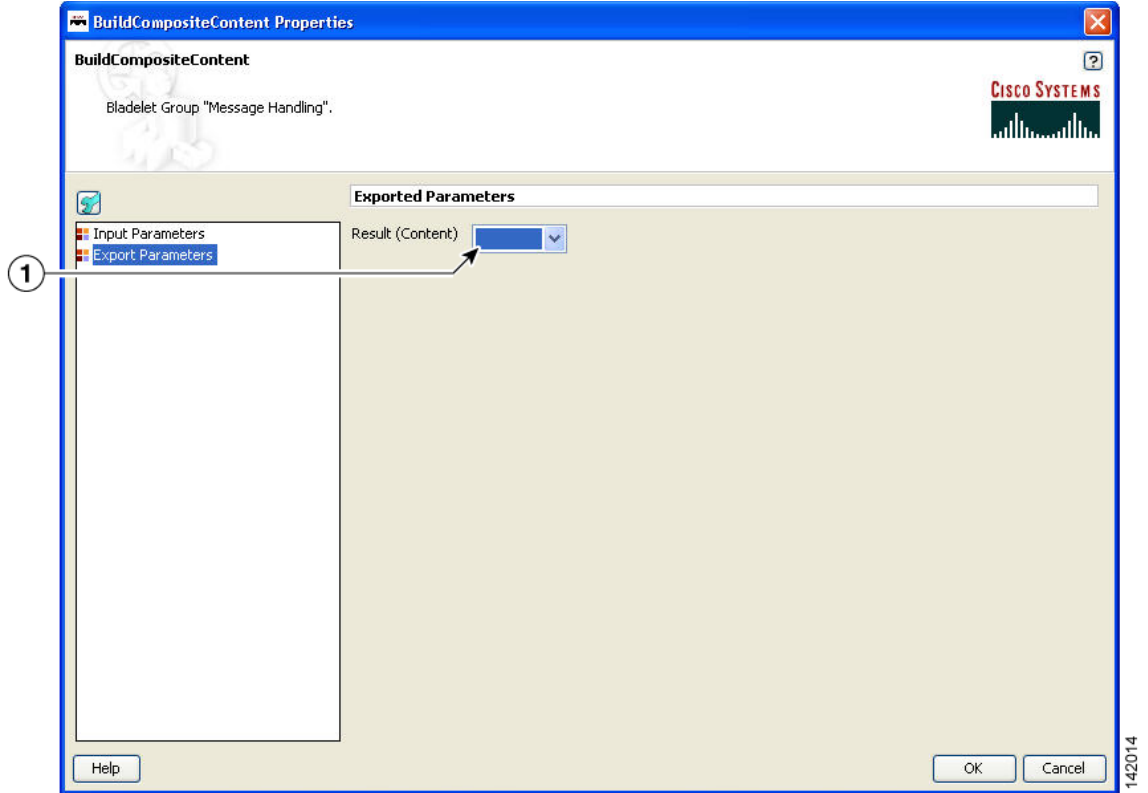 BuildCompositeContent Properties
BuildCompositeContent
?
Bladelet Group "Message Handling".
CISCO SYSTEMS
Exported Parameters
Input Parameters
Result (Content)
Export Parameters
1
Help
OK
Cancel
142014